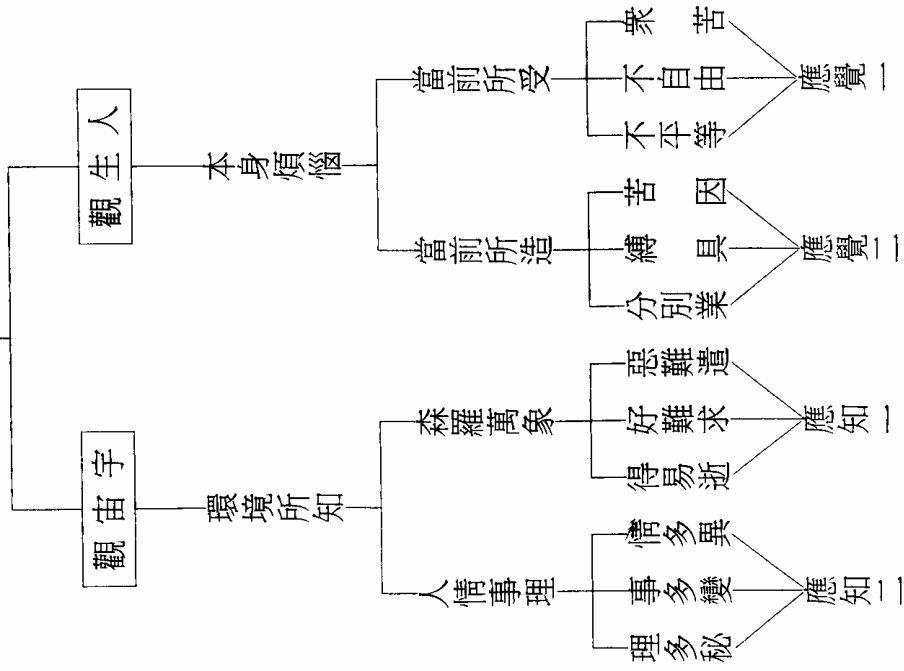 人生觀
宇宙觀
本身煩惱
環境所知
當前所受
當前所造
森羅萬象
人情事理
衆苦
不自由
不平等
苦因
縛具
分別業
惡難遣
好難求
得易逝
情多異
事多變
理多秘
應覺一
應覺二
應知一
應知二